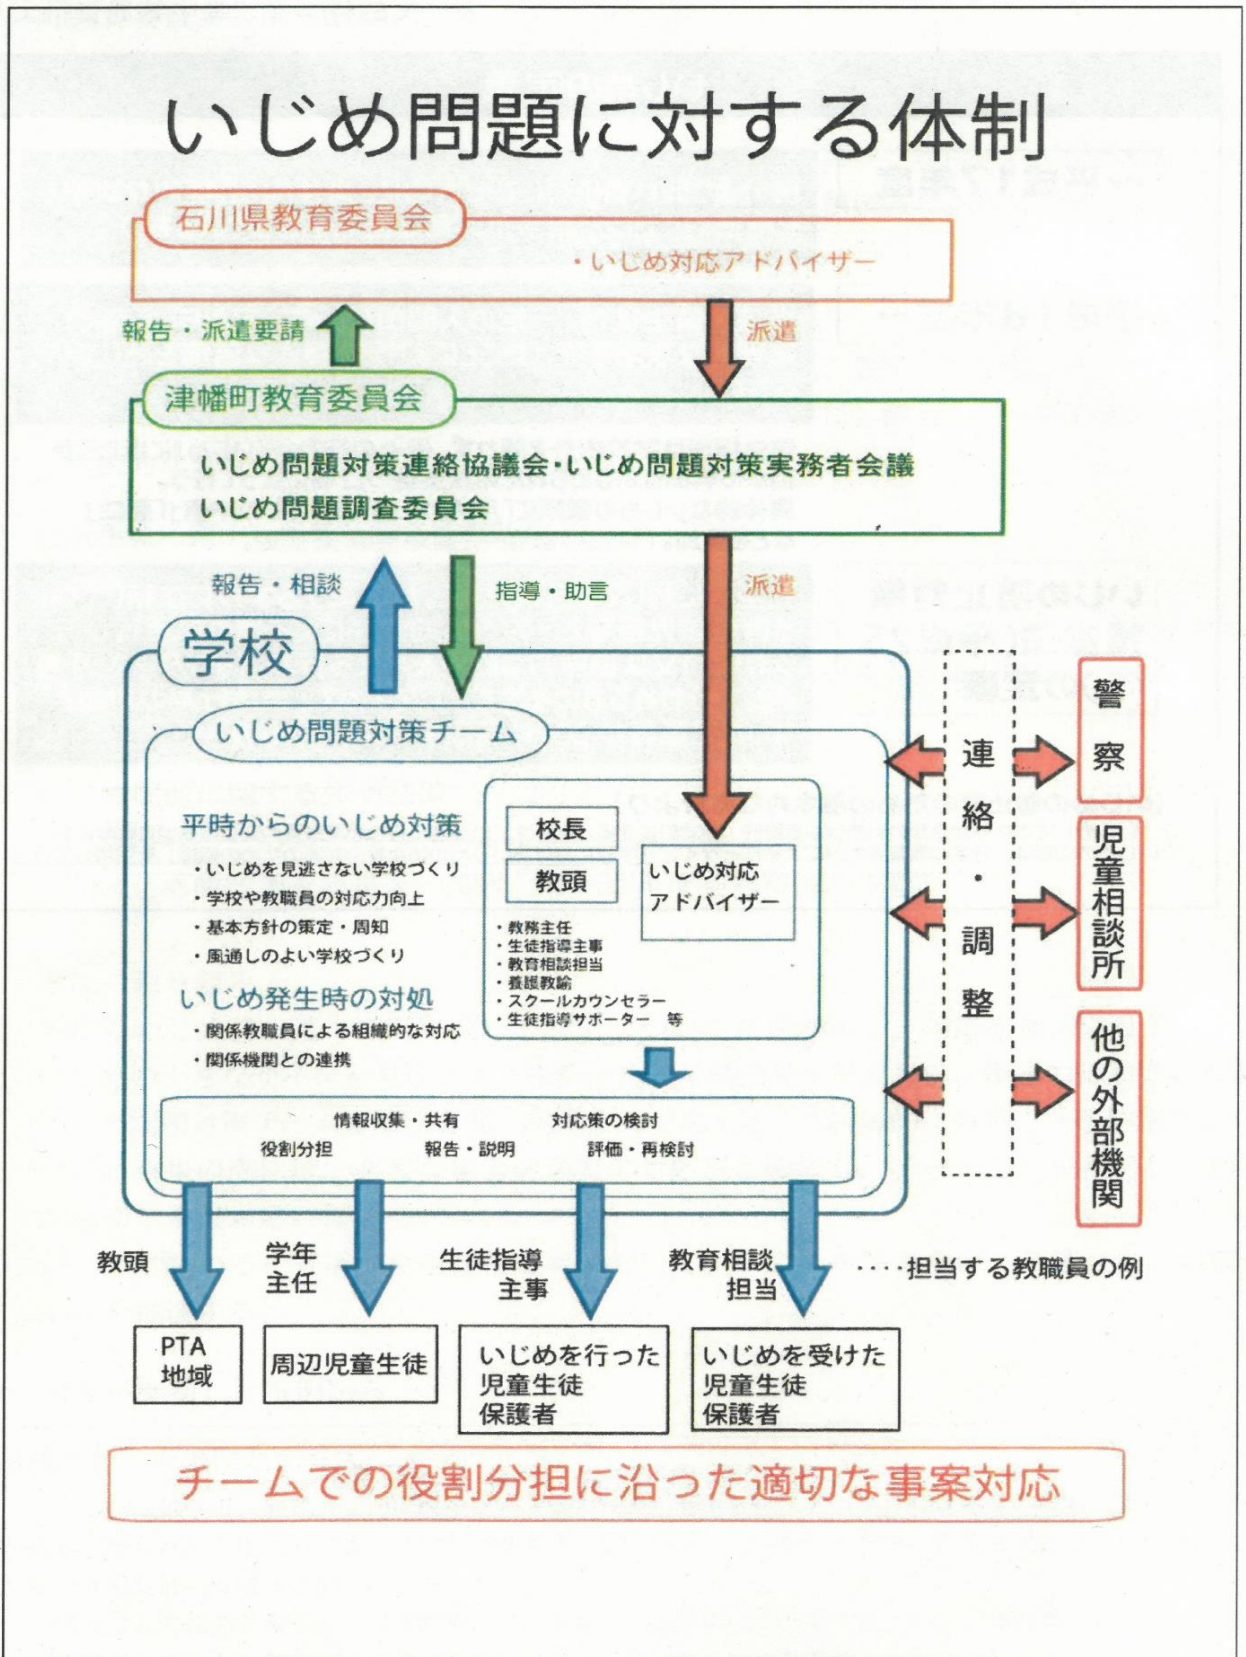 いじめ問題に対する体制
石川県教育委員会
・いじめ対応アドバイザー
報告・派遣要請
派遣
津幡町教育委員会
いじめ問題対策連絡協議会・いじめ問題対策実務者会議
いじめ問題調査委員会
報告・相談
指導・助言
派遣
学校
いじめ問題対策チーム
平時からのいじめ対策
・いじめを見逃さない学校づくり
・学校や教職員の対応力向上
・基本方針の策定・周知
・風通しのよい学校づくり
いじめ発生時の対処
・関係教職員による組織的な対応
・関係機関との連携
校長
教頭
いじめ対応
アドバイザー
・教務主任
・生徒指導主事
・教育相談担当
・養護教諭
・スクールカウンセラー
・生徒指導サポーター　等
情報収集・共有　対応策の検討
役割分担　報告・説明　評価・再検討
連絡・調整
警察
児童相談所
他の外部機関
教頭
学年
主任
生徒指導
主事
教育相談
担当
‥‥担当する教職員の例
PTA
地域
周辺児童生徒
いじめを行った
児童生徒
保護者
いじめを受けた
児童生徒
保護者
チームでの役割分担に沿った適切な事案対応